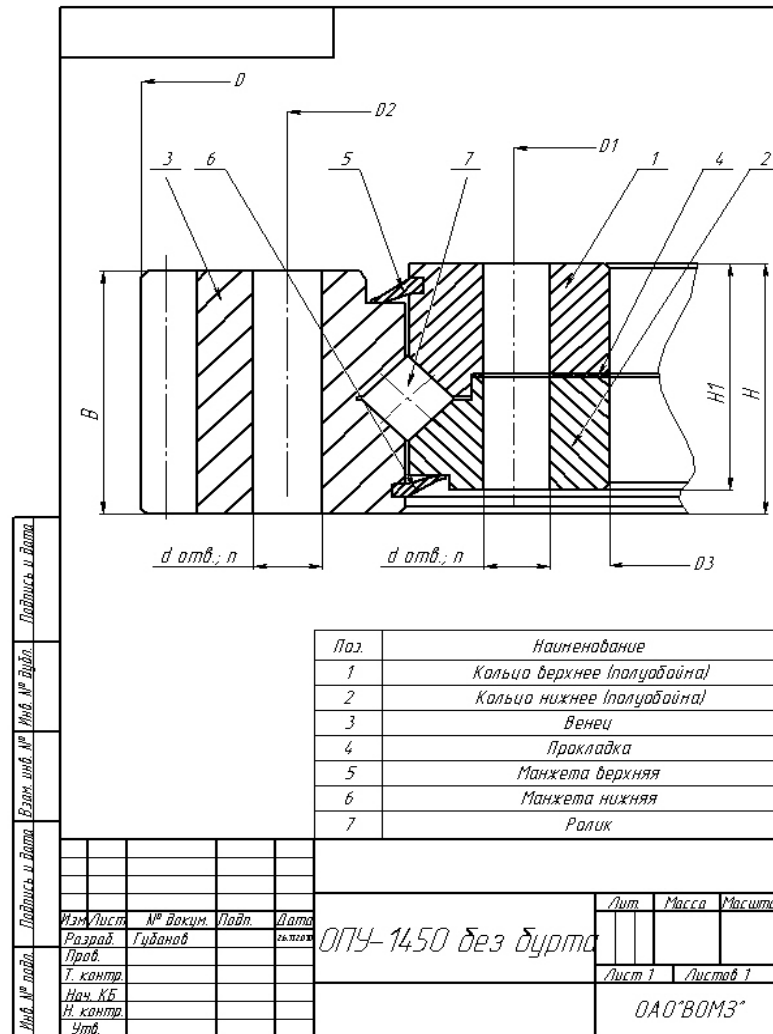 D
D2
D1
3 6 5 7 1 4 2
B
H1
H
d отв.; n
d отв.; n
D3
Поз. Наименование
1 Кольцо верхнее (полуобойма)
2 Кольцо нижнее (полуобойма)
3 Венец
4 Прокладка
5 Манжета верхняя
6 Манжета нижняя
7 Ролик
Подпись и дата
Инв. № дубл.
Взам. инв. №
Подпись и дата
Инв. № подл.
Изм Лист № докум. Подп. Дата
Разраб. Губанов
Пров.
Т. контр.
Нач. КБ
Н. контр.
Утв.
ОПУ-1450 без бурта
Лит. Масса Масшта
Лист 1 Листов 1
ОАО"ВОМЗ"